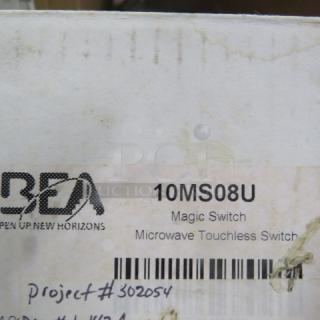 BEA
PEN UP NEW HORIZONS
10MS08U
Magic Switch
Microwave Touchless Switch
Project # 302054